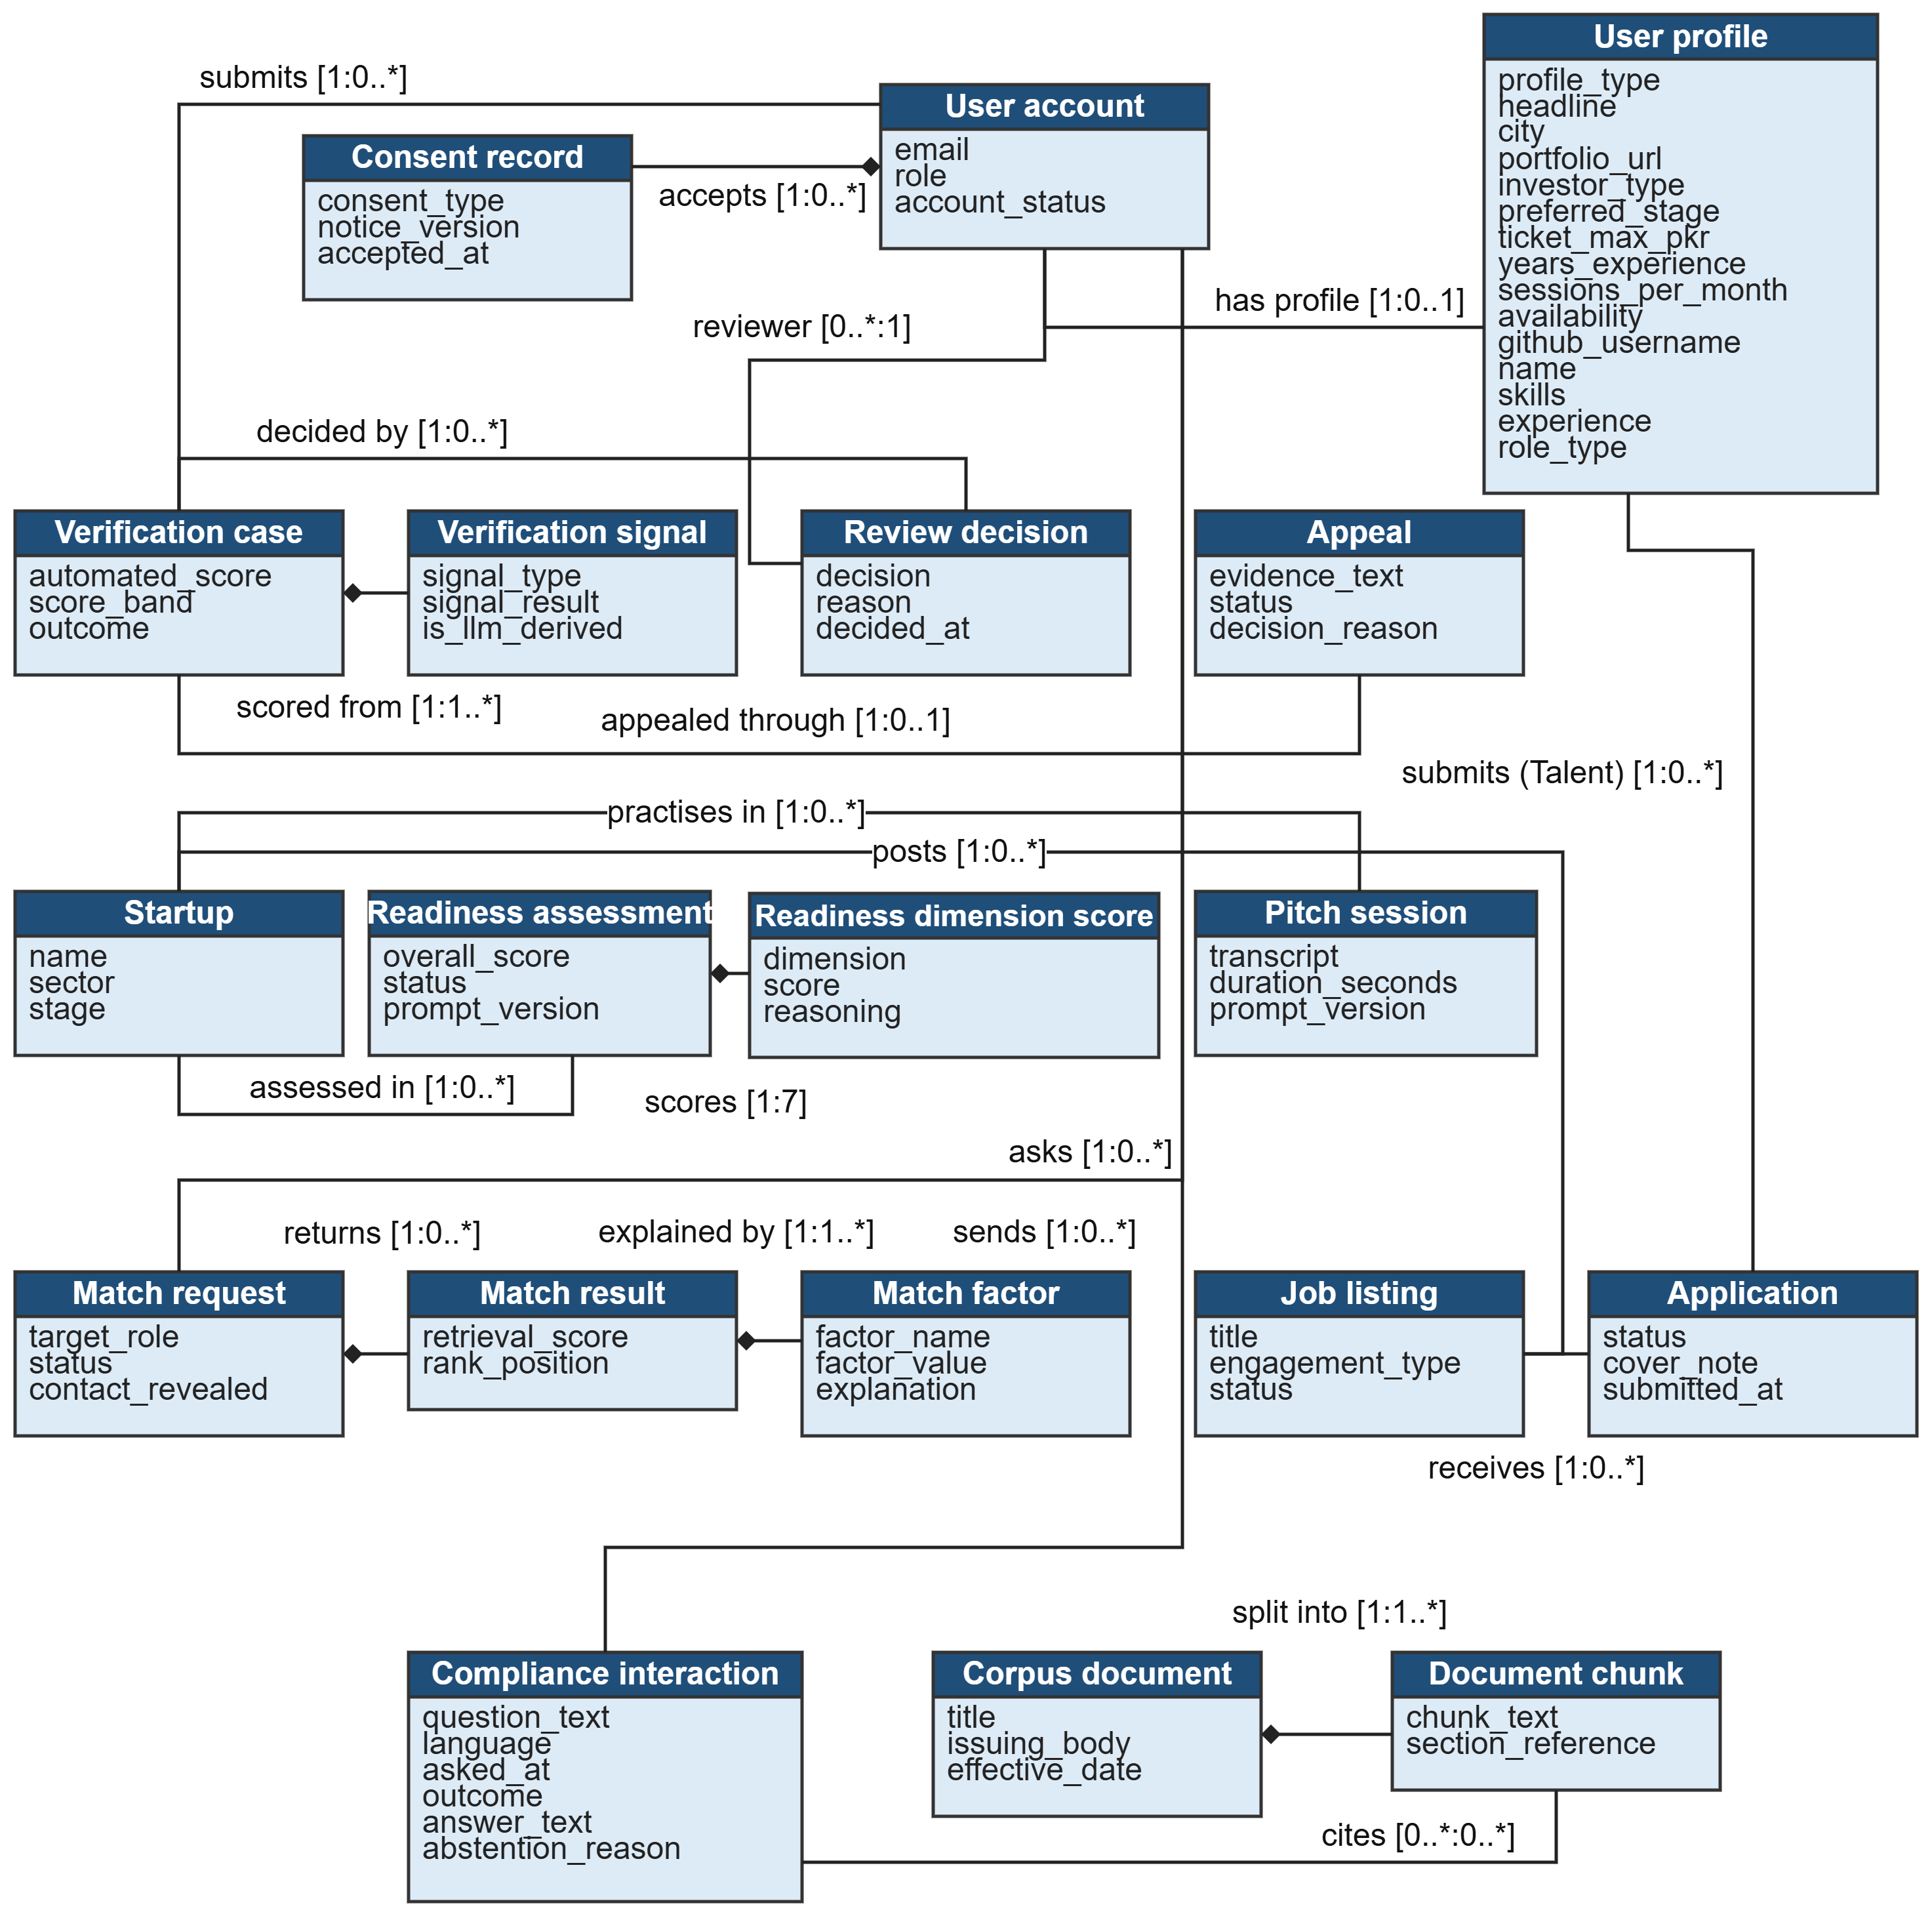 User profile
profile_type
headline
city
portfolio_url
investor_type
preferred_stage
ticket_max_pkr
years_experience
sessions_per_month
availability
github_username
name
skills
experience
role_type
submits [1:0..*]
User account
email
role
account_status
Consent record
consent_type
notice_version
accepted_at
accepts [1:0..*]
has profile [1:0..1]
reviewer [0..*:1]
decided by [1:0..*]
Verification case
automated_score
score_band
outcome
Verification signal
signal_type
signal_result
is_llm_derived
Review decision
decision
reason
decided_at
Appeal
evidence_text
status
decision_reason
scored from [1:1..*]
appealed through [1:0..1]
submits (Talent) [1:0..*]
practises in [1:0..*]
posts [1:0..*]
Startup
name
sector
stage
Readiness assessment
overall_score
status
prompt_version
Readiness dimension score
dimension
score
reasoning
Pitch session
transcript
duration_seconds
prompt_version
assessed in [1:0..*]
scores [1:7]
asks [1:0..*]
returns [1:0..*]
explained by [1:1..*]
sends [1:0..*]
Match request
target_role
status
contact_revealed
Match result
retrieval_score
rank_position
Match factor
factor_name
factor_value
explanation
Job listing
title
engagement_type
status
Application
status
cover_note
submitted_at
receives [1:0..*]
split into [1:1..*]
Compliance interaction
question_text
language
asked_at
outcome
answer_text
abstention_reason
Corpus document
title
issuing_body
effective_date
Document chunk
chunk_text
section_reference
cites [0..*:0..*]